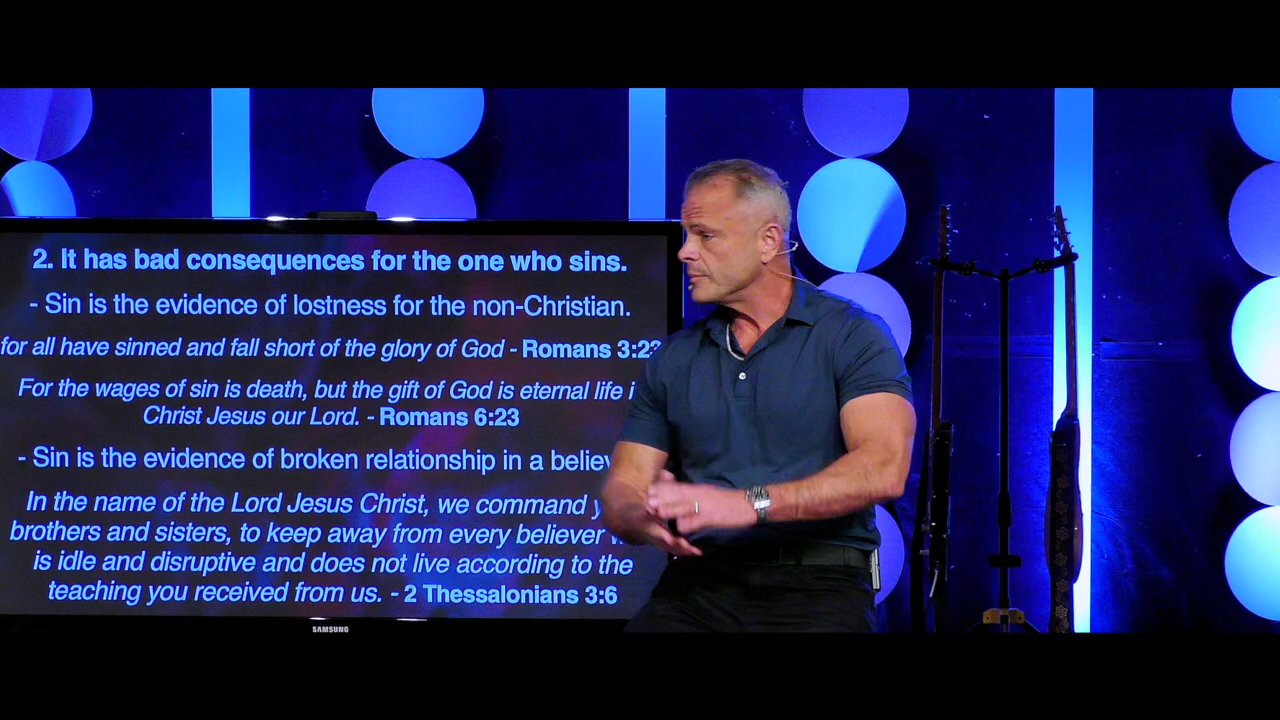 2. It has bad consequences for the one who sins.
- Sin is the evidence of lostness for the non-Christian.
for all have sinned and fall short of the glory of God - Romans 3:23
For the wages of sin is death, but the gift of God is eternal life
Christ Jesus our Lord. - Romans 6:23
- Sin is the evidence of broken relationship in a
In the name of the Lord Jesus Christ, we command
brothers and sisters, to keep away from every believer
is idle and disruptive and does not live according to the
teaching you received from us. - 2 Thessalonians 3:6
SAMSUNG